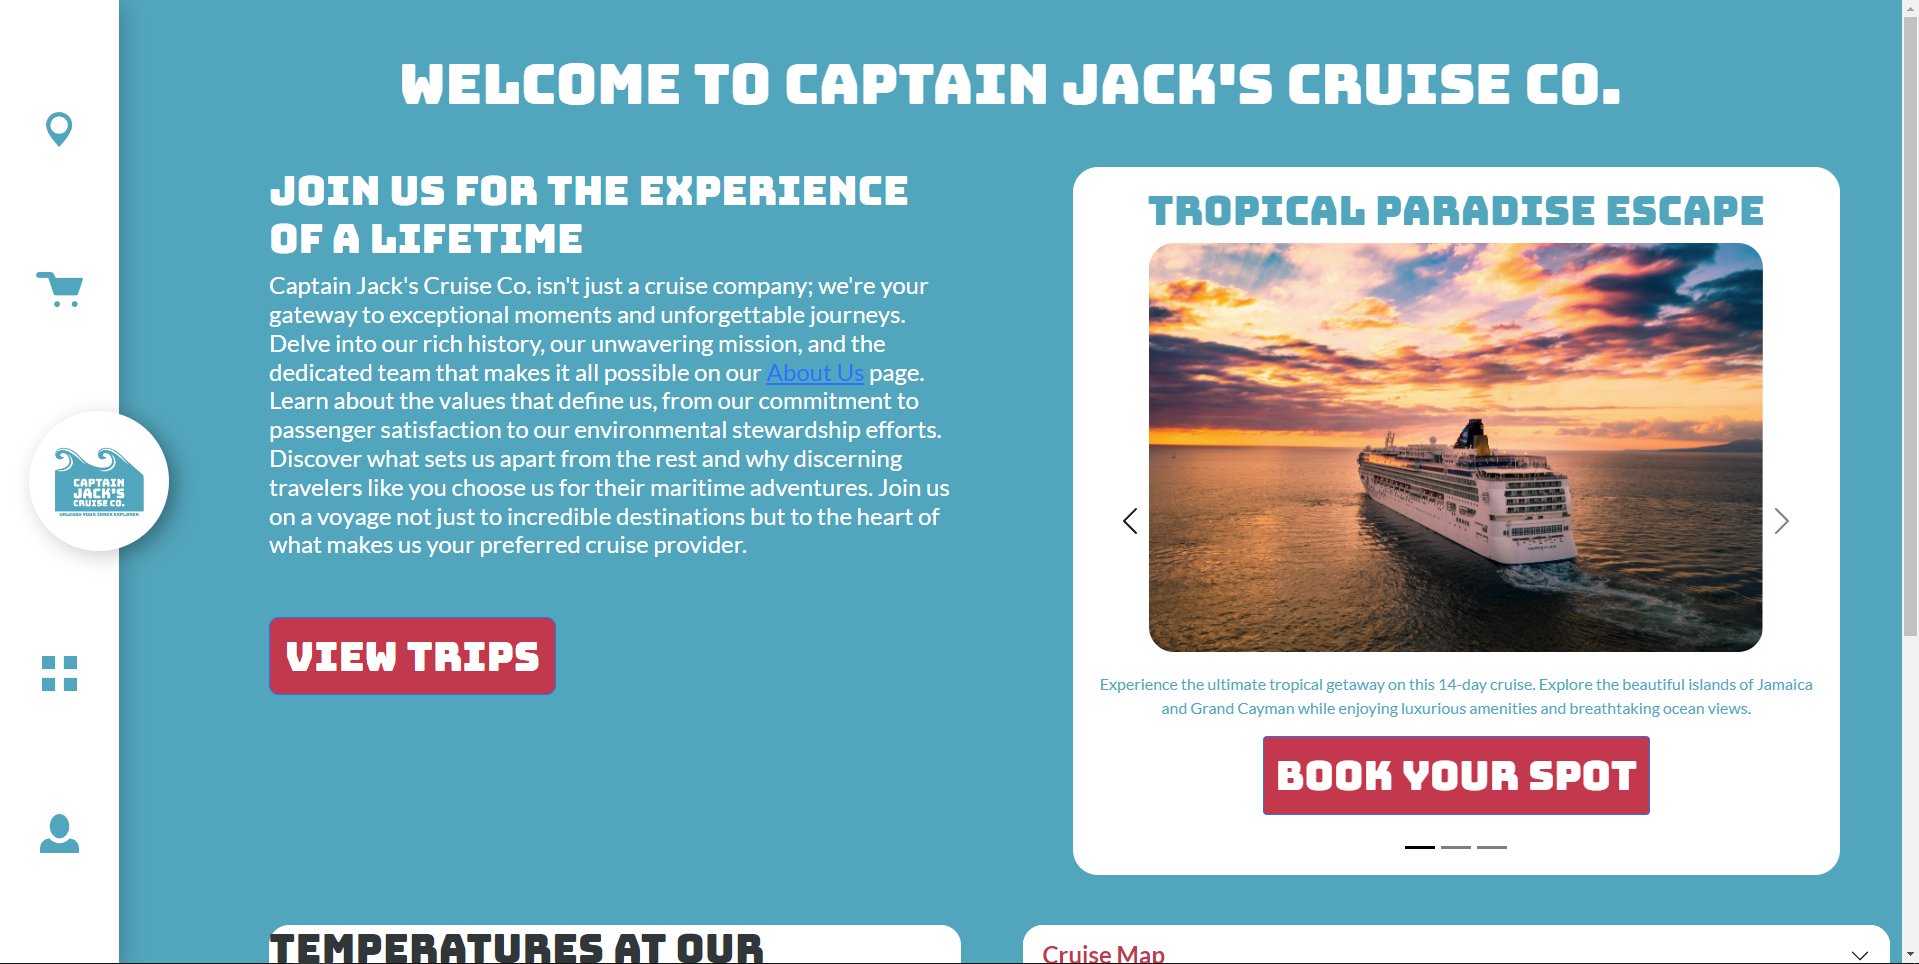 WELCOME TO CAPTAIN JACK'S CRUISE CO.
JOIN US FOR THE EXPERIENCE
OF A LIFETIME
Captain Jack's Cruise Co. isn't just a cruise company; we're your
gateway to exceptional moments and unforgettable journeys.
Delve into our rich history, our unwavering mission, and the
dedicated team that makes it all possible on our About Us page.
Learn about the values that define us, from our commitment to
passenger satisfaction to our environmental stewardship efforts.
Discover what sets us apart from the rest and why discerning
travelers like you choose us for their maritime adventures. Join us
on a voyage not just to incredible destinations but to the heart of
what makes us your preferred cruise provider.
VIEW TRIPS
CAPTAIN
JACK'S
CRUISE CO.
UNLEASH YOUR INNER EXPLORER
TROPICAL PARADISE ESCAPE
Experience the ultimate tropical getaway on this 14-day cruise. Explore the beautiful islands of Jamaica
and Grand Cayman while enjoying luxurious amenities and breathtaking ocean views.
BOOK YOUR SPOT
TEMPERATURES AT OUR
Cruise Map